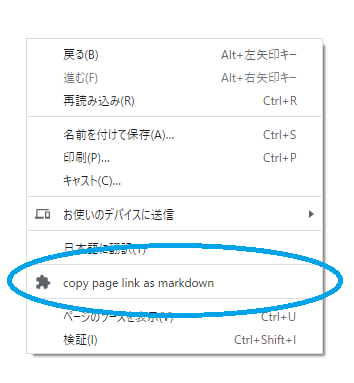 戻る(B) Alt+左矢印キー
進む(F) Alt+右矢印キー
再読み込み(R) Ctrl+R
名前を付けて保存(A)... Ctrl+S
印刷(P)... Ctrl+P
キャスト(C)...
お使いのデバイスに送信
日本語に翻訳(T)
copy page link as markdown
ページのソースを表示(V) Ctrl+U
検証(I) Ctrl+Shift+I